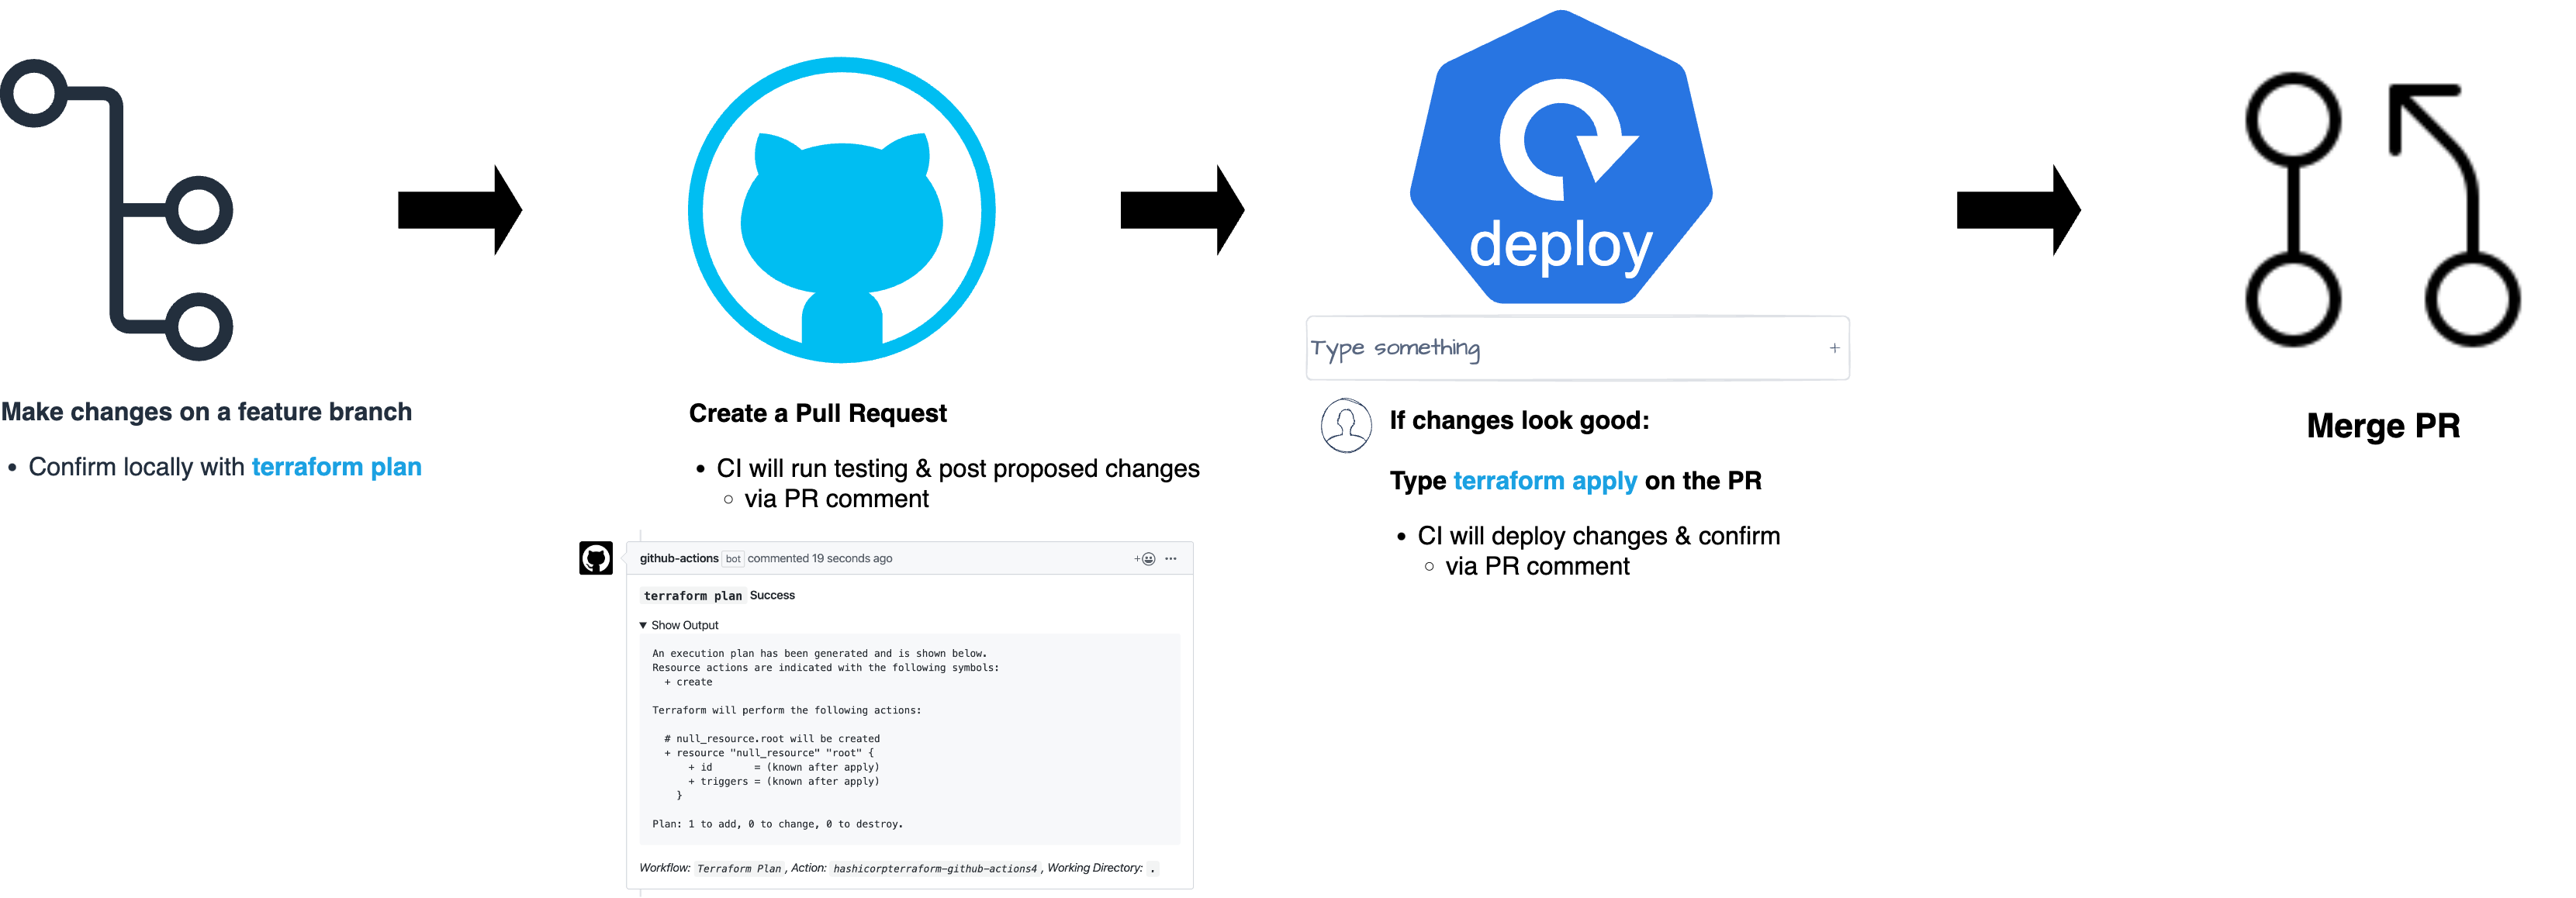 Make changes on a feature branch
• Confirm locally with terraform plan
Create a Pull Request
• CI will run testing & post proposed changes
○ via PR comment
github-actions bot commented 19 seconds ago
terraform plan Success
▼ Show Output
An execution plan has been generated and is shown below.
Resource actions are indicated with the following symbols:
+ create
Terraform will perform the following actions:
# null_resource.root will be created
+ resource "null_resource" "root" {
+ id = (known after apply)
+ triggers = (known after apply)
}
Plan: 1 to add, 0 to change, 0 to destroy.
Workflow: Terraform Plan, Action: hashicorpterraform-github-actions4, Working Directory: .
deploy
Type something +
If changes look good:
Type terraform apply on the PR
• CI will deploy changes & confirm
○ via PR comment
Merge PR